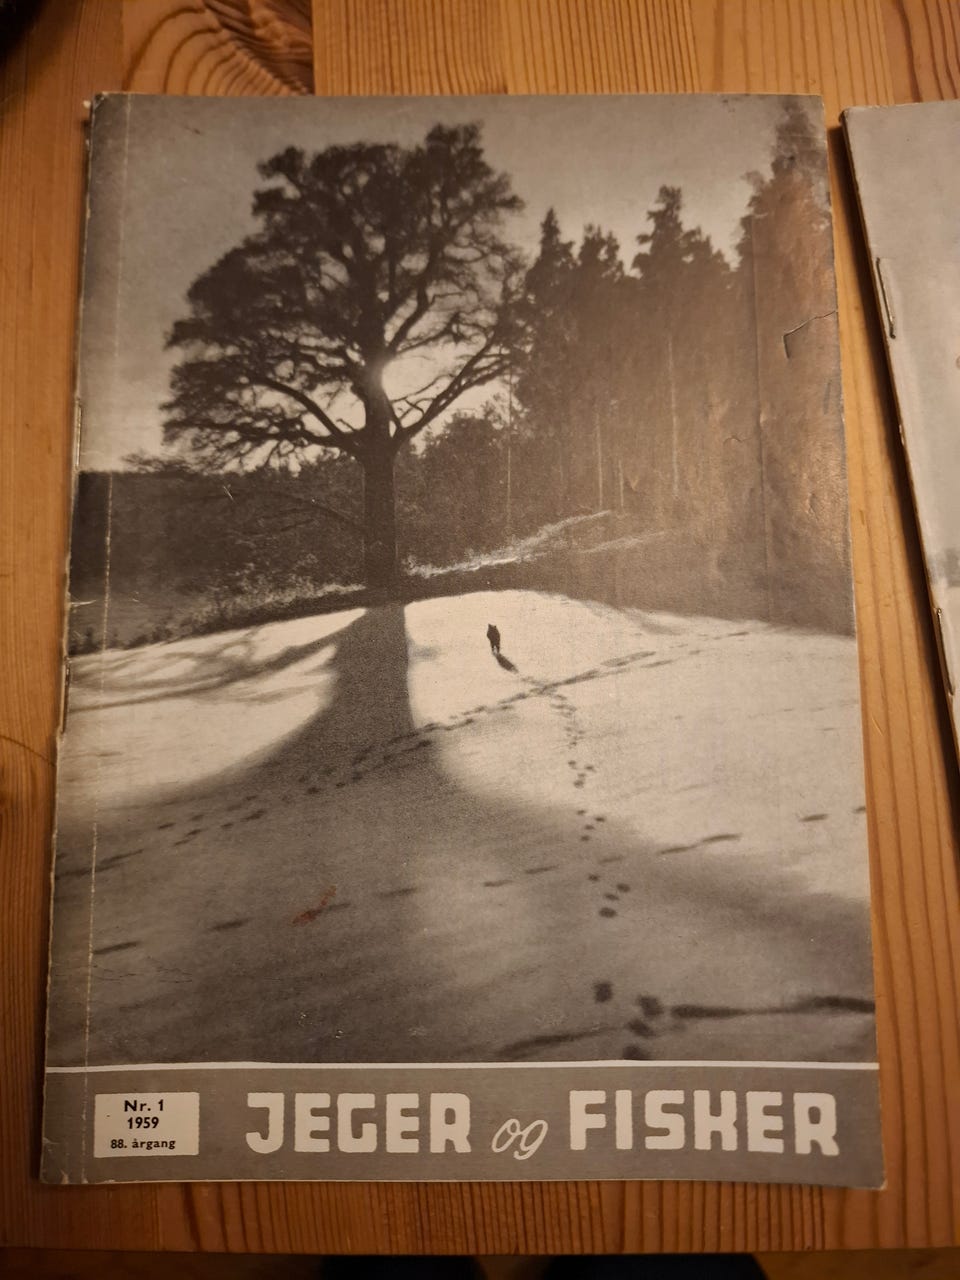 Nr. 1
1959
88. årgang
JEGER og FISKER